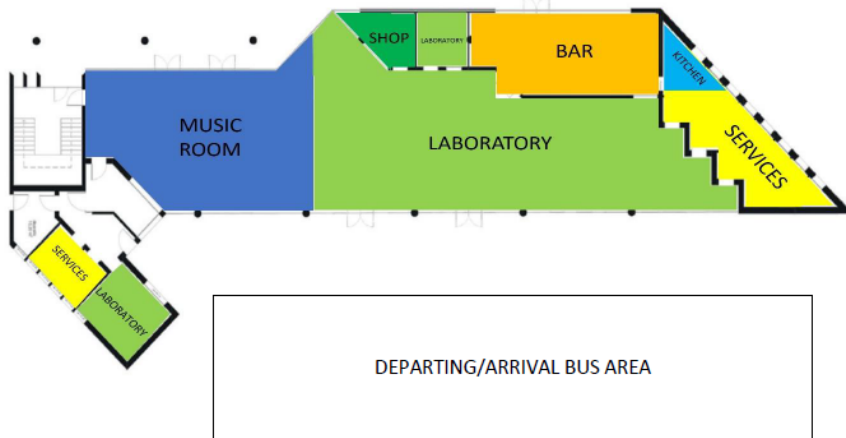 SHOP
LABORATORY
BAR
KITCHEN
MUSIC
ROOM
LABORATORY
SERVICES
SERVICES
LABORATORY
DEPARTING/ARRIVAL BUS AREA